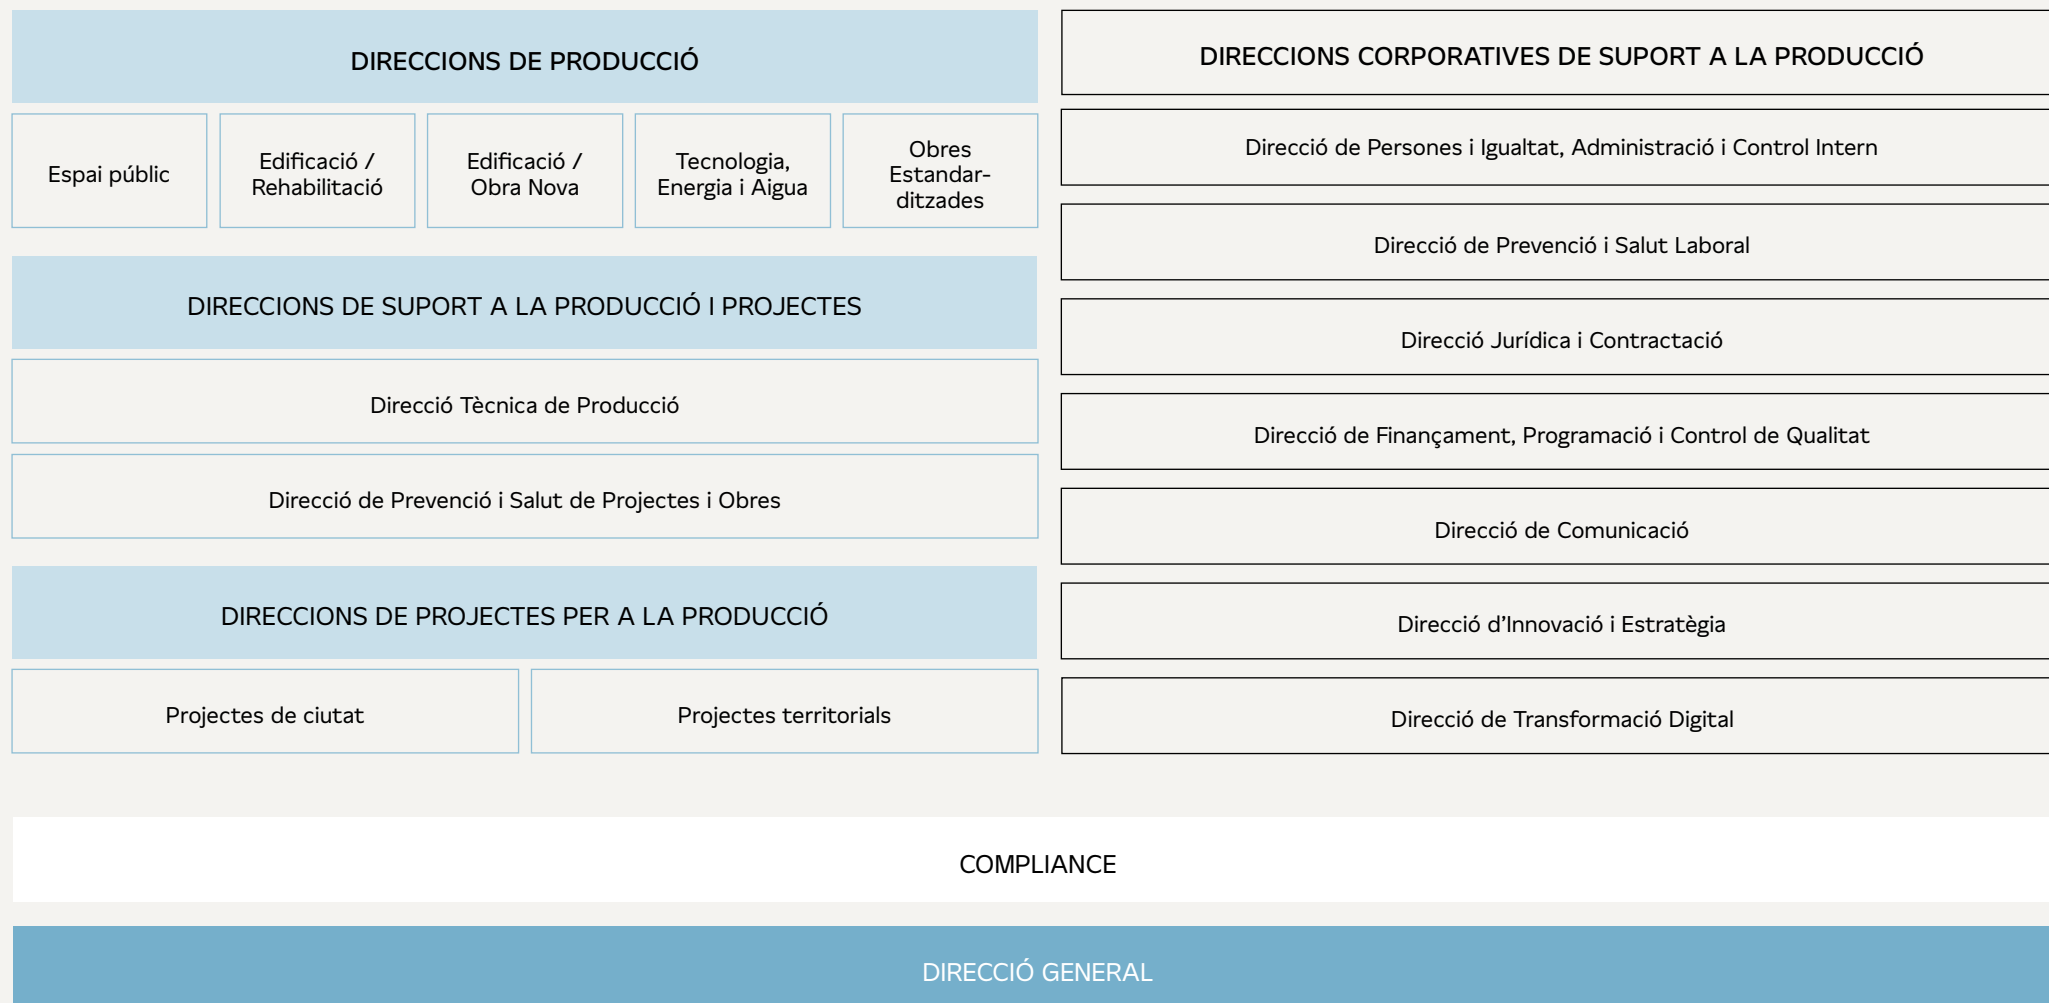 DIRECCIONS DE PRODUCCIÓ
Espai públic
Edificació /
Rehabilitació
Edificació /
Obra Nova
Tecnologia,
Energia i Aigua
Obres
Estandar-
ditzades
DIRECCIONS DE SUPORT A LA PRODUCCIÓ I PROJECTES
Direcció Tècnica de Producció
Direcció de Prevenció i Salut de Projectes i Obres
DIRECCIONS DE PROJECTES PER A LA PRODUCCIÓ
Projectes de ciutat
Projectes territorials
DIRECCIONS CORPORATIVES DE SUPORT A LA PRODUCCIÓ
Direcció de Persones i Igualtat, Administració i Control Intern
Direcció de Prevenció i Salut Laboral
Direcció Jurídica i Contractació
Direcció de Finançament, Programació i Control de Qualitat
Direcció de Comunicació
Direcció d’Innovació i Estratègia
Direcció de Transformació Digital
COMPLIANCE
DIRECCIÓ GENERAL